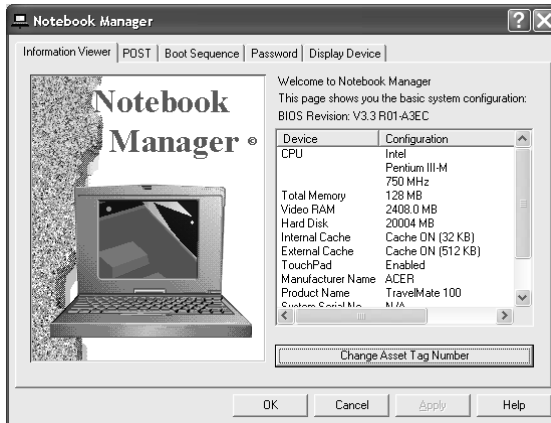 Notebook Manager
Information Viewer POST Boot Sequence Password Display Device
Notebook
Manager ©
Welcome to Notebook Manager
This page shows you the basic system configuration:
BIOS Revision: V3.3 R01-A3EC
Device Configuration
CPU Intel
Pentium III-M
750 MHz
Total Memory 128 MB
Video RAM 2408.0 MB
Hard Disk 20004 MB
Internal Cache Cache ON (32 KB)
External Cache Cache ON (512 KB)
TouchPad Enabled
Manufacturer Name ACER
Product Name TravelMate 100
System Serial No N/A
Change Asset Tag Number
OK Cancel Apply Help